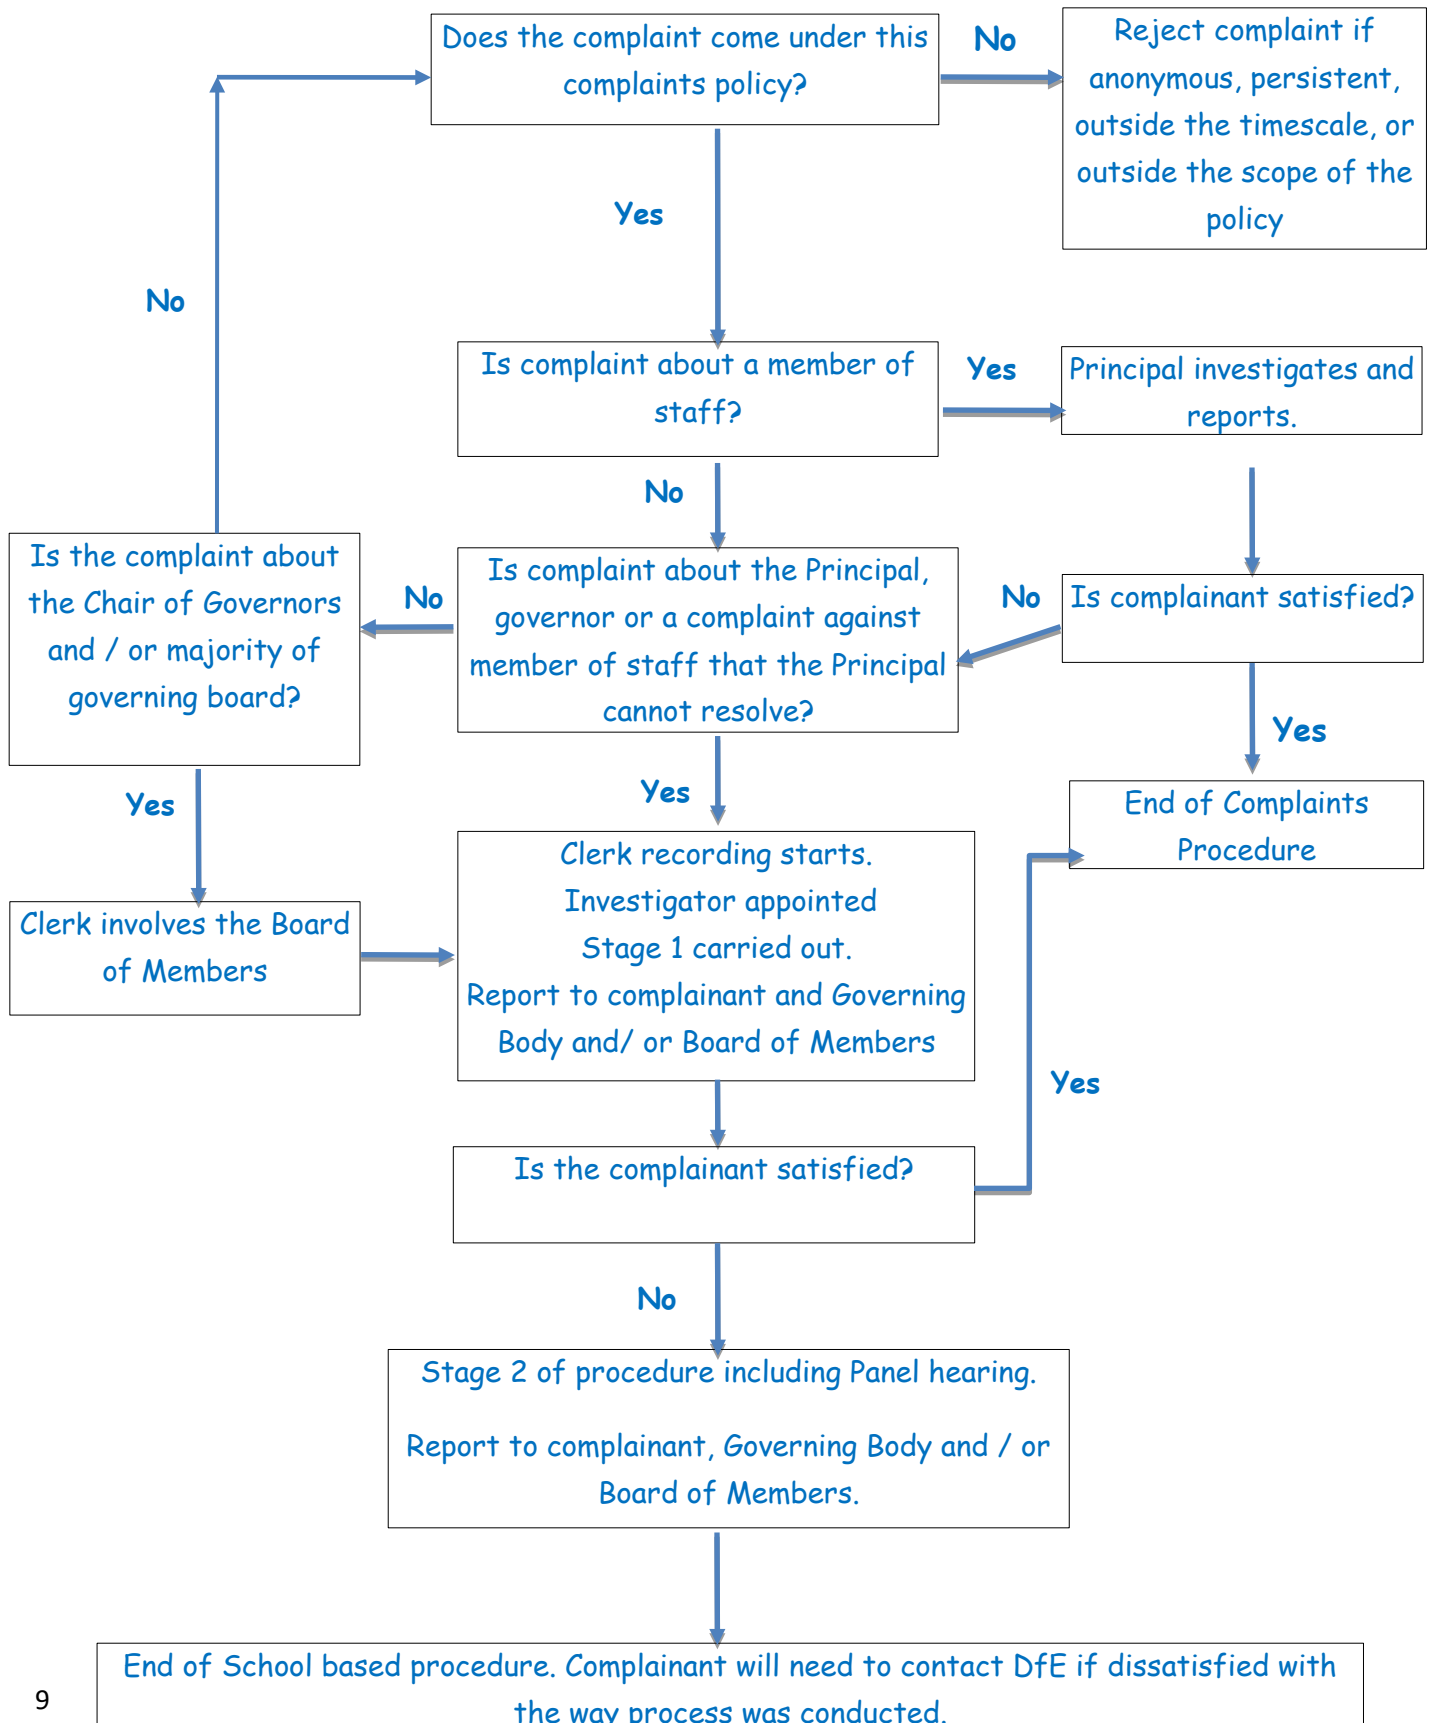 Does the complaint come under this
complaints policy?
No
Reject complaint if
anonymous, persistent,
outside the timescale, or
outside the scope of the
policy
Yes
No
Is complaint about a member of
staff?
Yes
Principal investigates and
reports.
No
Is the complaint about
the Chair of Governors
and / or majority of
governing board?
No
Is complaint about the Principal,
governor or a complaint against
member of staff that the Principal
cannot resolve?
No
Is complainant satisfied?
Yes
Yes
Yes
End of Complaints
Procedure
Clerk involves the Board
of Members
Clerk recording starts.
Investigator appointed
Stage 1 carried out.
Report to complainant and Governing
Body and/ or Board of Members
Yes
Is the complainant satisfied?
No
Stage 2 of procedure including Panel hearing.
Report to complainant, Governing Body and / or
Board of Members.
End of School based procedure. Complainant will need to contact DfE if dissatisfied with
the way process was conducted.
9